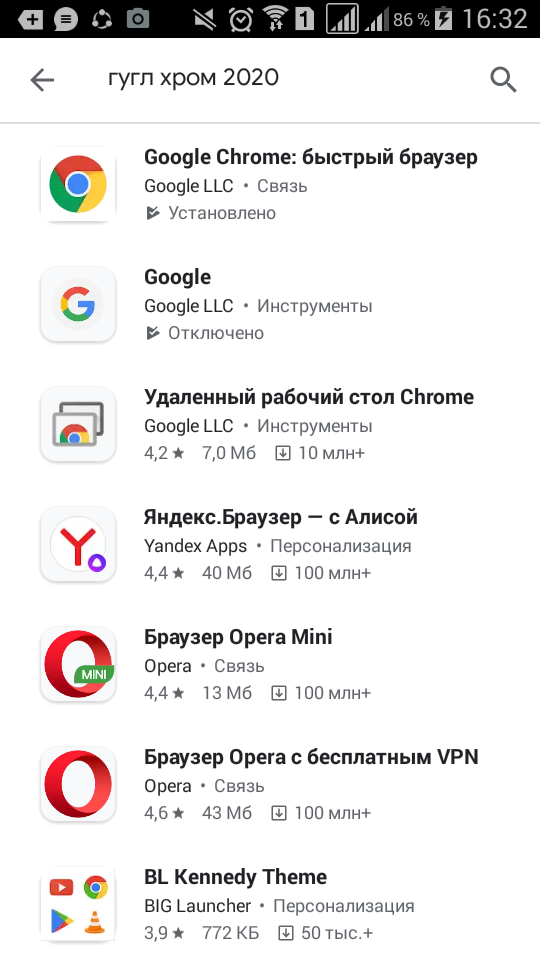 1 86 % 16:32
гугл хром 2020
Google Chrome: быстрый браузер
Google LLC • Связь
Установлено
Google
Google LLC • Инструменты
Отключено
Удаленный рабочий стол Chrome
Google LLC • Инструменты
4,2 ★ 7,0 Мб 10 млн+
Яндекс.Браузер — с Алисой
Yandex Apps • Персонализация
4,4 ★ 40 Мб 100 млн+
Браузер Opera Mini
MINI
Opera • Связь
4,4 ★ 13 Мб 100 млн+
Браузер Opera с бесплатным VPN
Opera • Связь
4,6 ★ 43 Мб 100 млн+
BL Kennedy Theme
BIG Launcher • Персонализация
3,9 ★ 772 КБ 50 тыс.+